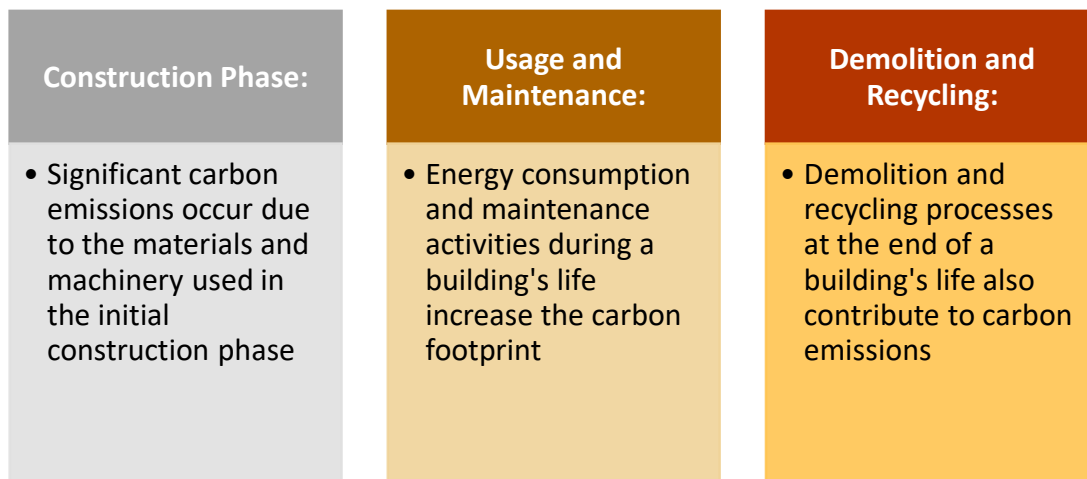 Construction Phase:
• Significant carbon
emissions occur due
to the materials and
machinery used in
the initial
construction phase
Usage and
Maintenance:
• Energy consumption
and maintenance
activities during a
building's life
increase the carbon
footprint
Demolition and
Recycling:
• Demolition and
recycling processes
at the end of a
building's life also
contribute to carbon
emissions